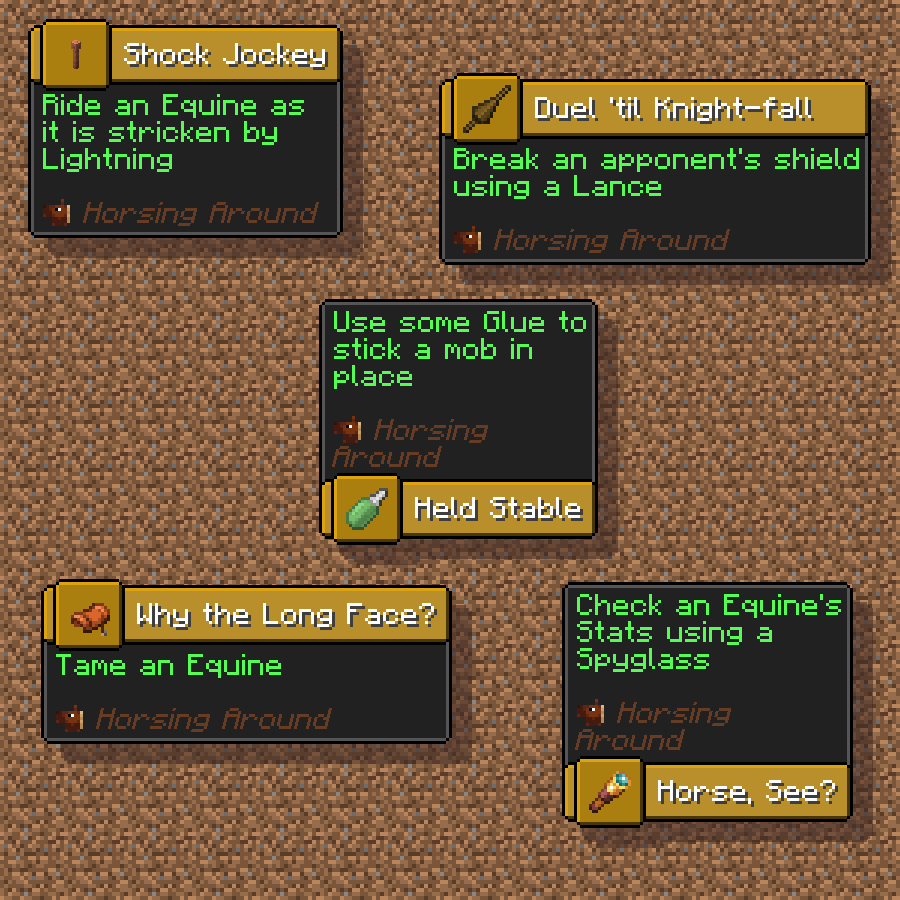 Shock Jockey
Ride an Equine as
it is stricken by
Lightning
Horsing Around
Duel 'til Knight-fall
Break an apponent's shield
using a Lance
Horsing Around
Use some Glue to
stick a mob in
place
Horsing
Around
Held Stable
Why the Long Face?
Tame an Equine
Horsing Around
Check an Equine's
Stats using a
Spyglass
Horsing
Around
Horse, See?